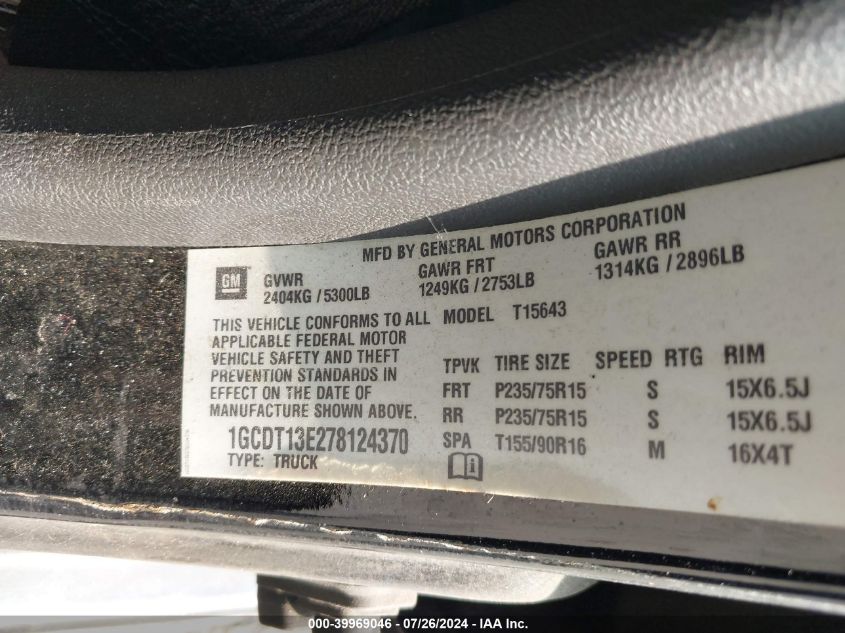 MFD BY GENERAL MOTORS CORPORATION
GM
GVWR GAWR FRT GAWR RR
2404KG / 5300LB 1249KG / 2753LB 1314KG / 2896LB
THIS VEHICLE CONFORMS TO ALL
APPLICABLE FEDERAL MOTOR
VEHICLE SAFETY AND THEFT
PREVENTION STANDARDS IN
EFFECT ON THE DATE OF
MANUFACTURE SHOWN ABOVE.
1GCDT13E278124370
TYPE: TRUCK
MODEL T15643
TPVK TIRE SIZE SPEED RTG RIM
FRT P235/75R15 S 15X6.5J
RR P235/75R15 S 15X6.5J
SPA T155/90R16 M 16X4T
000-39969046 - 07/26/2024 - IAA Inc.